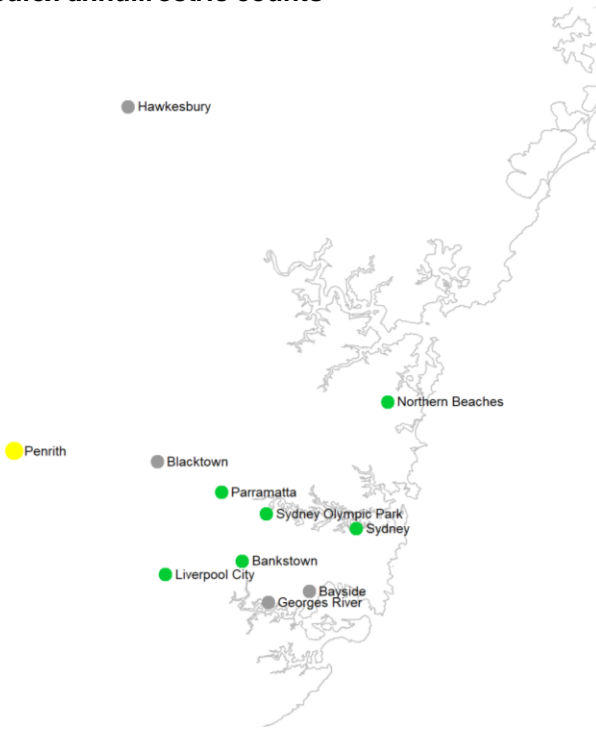 Hawkesbury
Northern Beaches
Penrith
Blacktown
Parramatta
Sydney Olympic Park
Sydney
Bankstown
Liverpool City
Bayside
Georges River